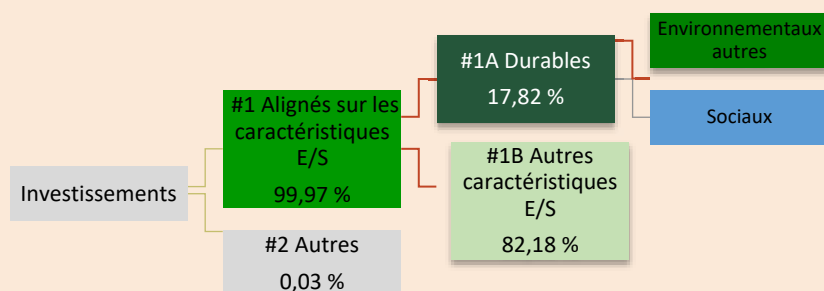 Investissements
#1 Alignés sur les
caractéristiques
E/S
99,97 %
#2 Autres
0,03 %
#1A Durables
17,82 %
#1B Autres
caractéristiques
E/S
82,18 %
Environnementaux
autres
Sociaux